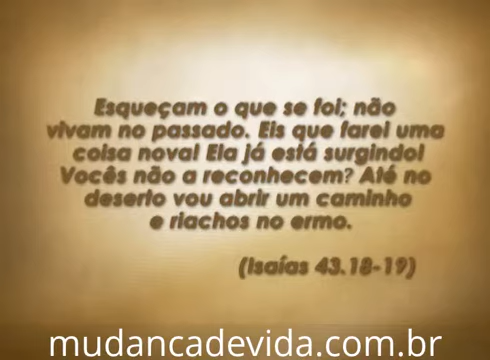 Esqueçam o que se foi; não
vivam no passado. Eis que farei uma
coisa nova! Ela já está surgindo!
Vocês não a reconhecem? Até no
deserto vou abrir um caminho
e riachos no ermo.
(Isaías 43.18-19)
mudancadevida.com.br